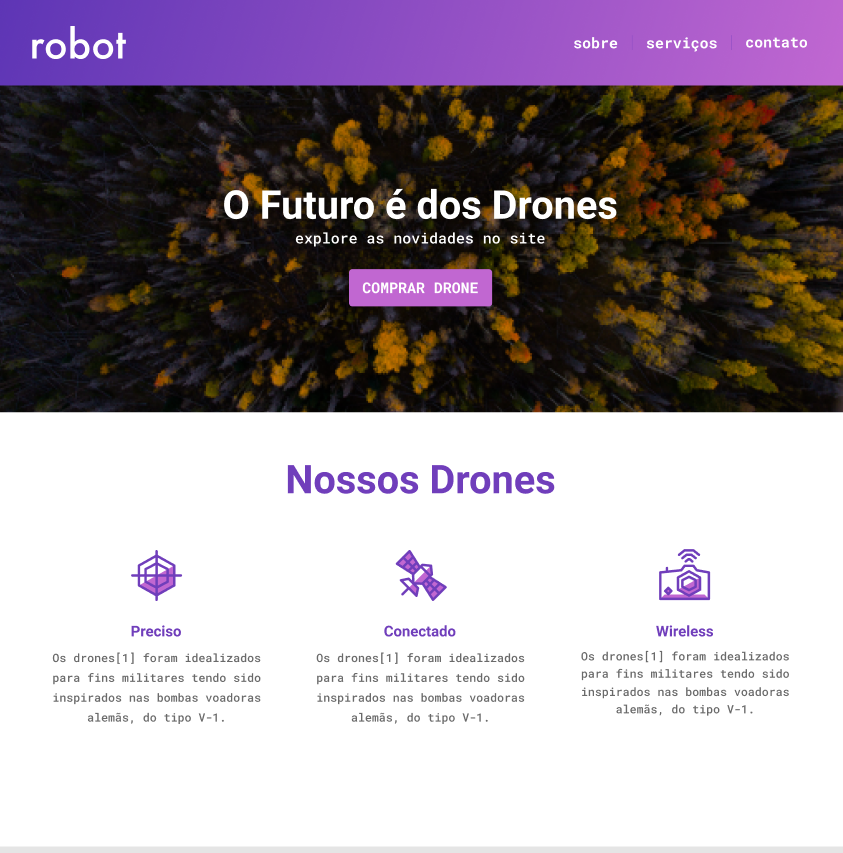 robot
sobre
serviços
contato
O Futuro é dos Drones
explore as novidades no site
COMPRAR DRONE
Nossos Drones
Preciso
Os drones[1] foram idealizados
para fins militares tendo sido
inspirados nas bombas voadoras
alemãs, do tipo V-1.
Conectado
Os drones[1] foram idealizados
para fins militares tendo sido
inspirados nas bombas voadoras
alemãs, do tipo V-1.
Wireless
Os drones[1] foram idealizados
para fins militares tendo sido
inspirados nas bombas voadoras
alemãs, do tipo V-1.